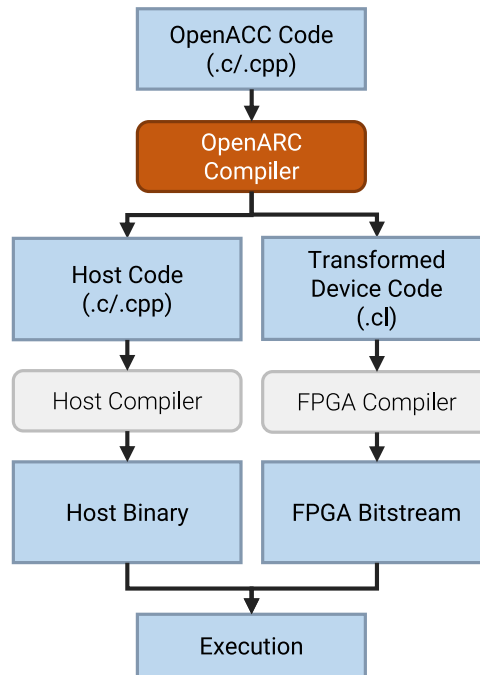 OpenACC Code
(.c/.cpp)
OpenARC
Compiler
Host Code
(.c/.cpp)
Transformed
Device Code
(.cl)
Host Compiler
FPGA Compiler
Host Binary
FPGA Bitstream
Execution